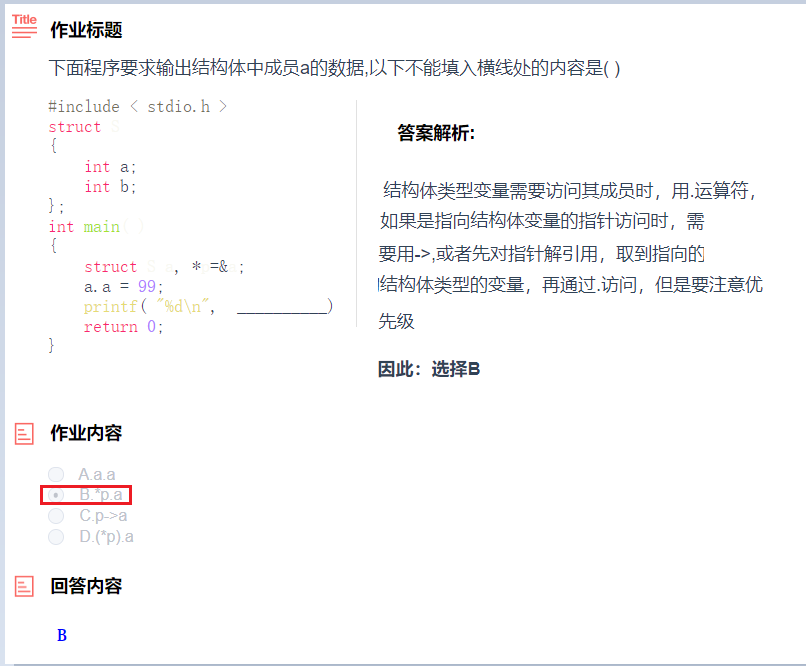 Title
作业标题
下面程序要求输出结构体中成员a的数据,以下不能填入横线处的内容是( )
#include < stdio.h >
struct S
{
int a;
int b;
};
int main( )
{
struct , * =& ;
a.a = 99;
printf( "%d\n", __________)
return 0;
}
答案解析:
结构体类型变量需要访问其成员时，用.运算符，
如果是指向结构体变量的指针访问时，需
要用->,或者先对指针解引用，取到指向的
结构体类型的变量，再通过.访问，但是要注意优
先级
因此：选择B
作业内容
A.a.a
B.*p.a
C.p->a
D.(*p).a
回答内容
B